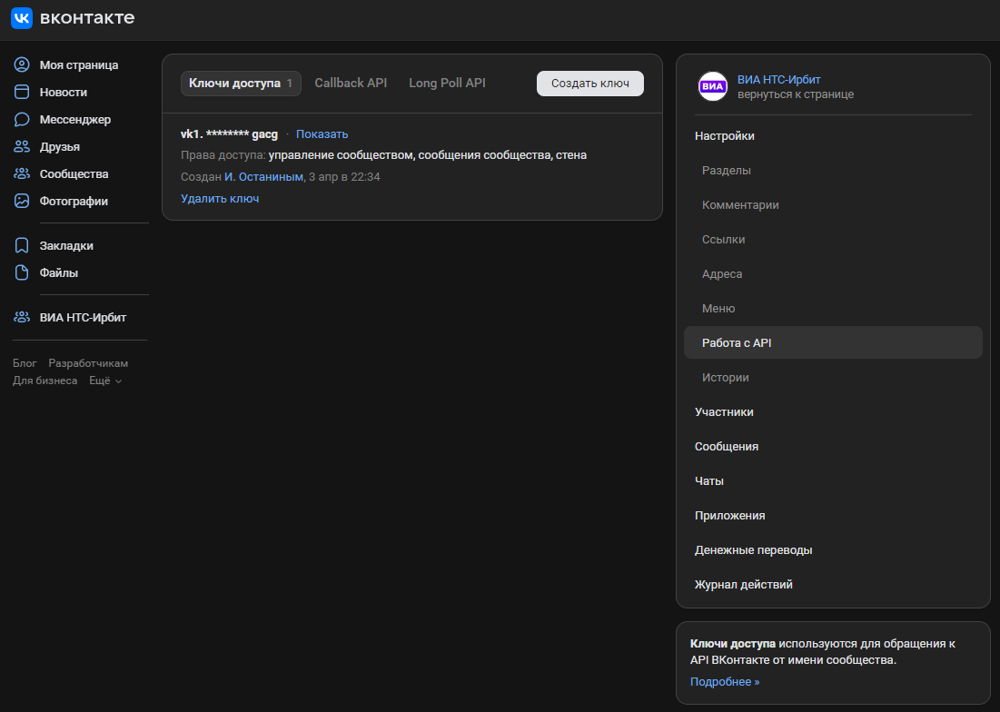 вконтакте
Моя страница
Новости
Мессенджер
Друзья
Сообщества
Фотографии
Закладки
Файлы
ВИА НТС-Ирбит
Блог Разработчикам
Для бизнеса Ещё
Ключи доступа 1 Callback API Long Poll API Создать ключ
vk1. ******** gacg · Показать
Права доступа: управление сообществом, сообщения сообщества, стена
Создан И. Останиным, 3 апр в 22:34
Удалить ключ
ВИА
ВИА НТС-Ирбит
вернуться к странице
Настройки
Разделы
Комментарии
Ссылки
Адреса
Меню
Работа с API
Истории
Участники
Сообщения
Чаты
Приложения
Денежные переводы
Журнал действий
Ключи доступа используются для обращения к
API ВКонтакте от имени сообщества.
Подробнее »